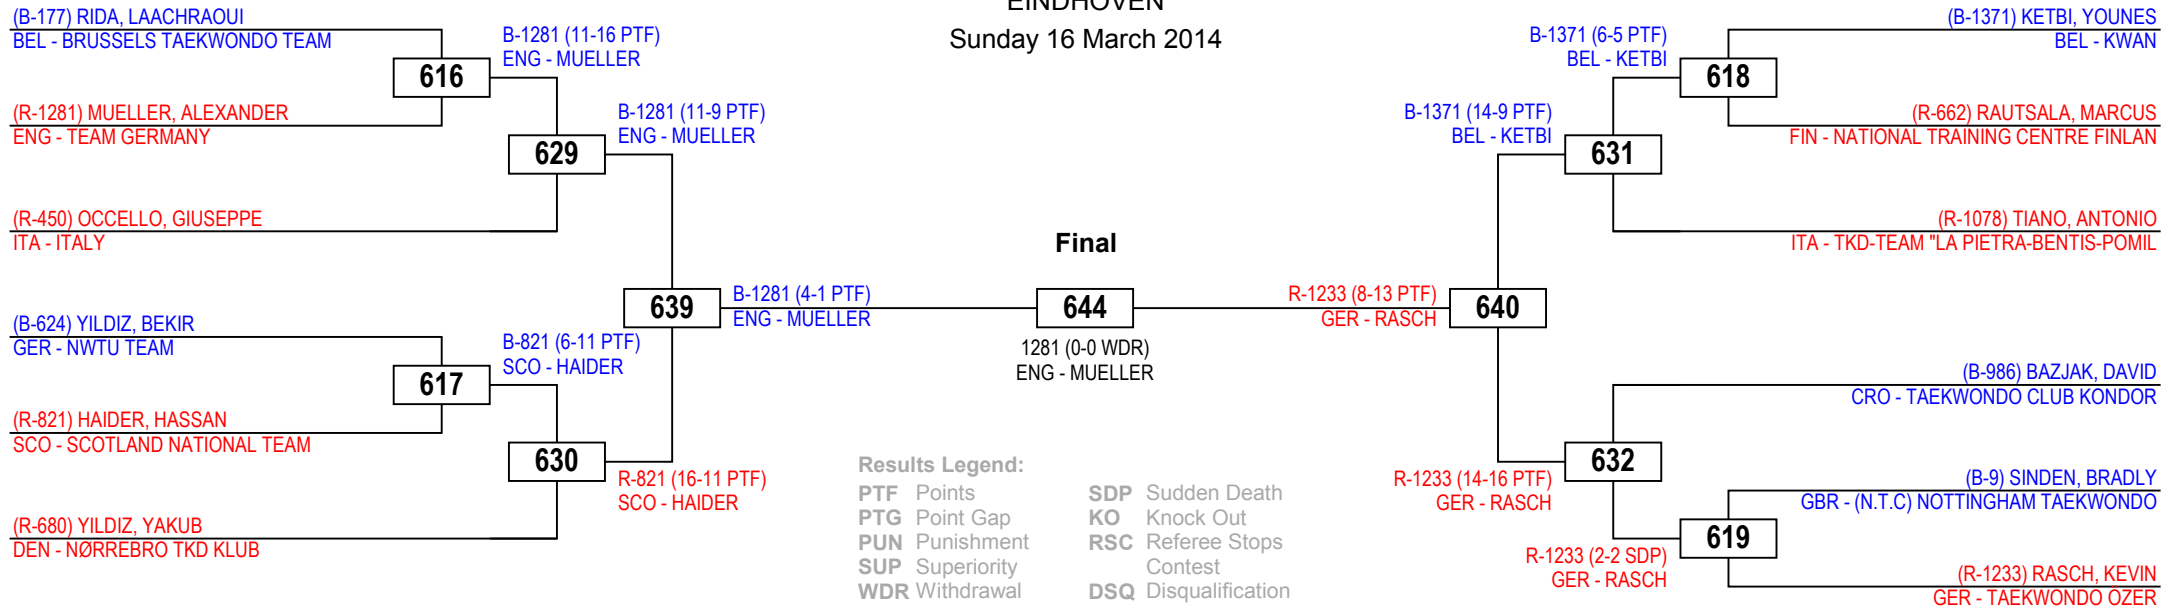 EINDHOVEN
Sunday 16 March 2014
(B-177) RIDA, LAACHRAOUI
BEL - BRUSSELS TAEKWONDO TEAM
B-1281 (11-16 PTF)
ENG - MUELLER
616
(R-1281) MUELLER, ALEXANDER
ENG - TEAM GERMANY
B-1281 (11-9 PTF)
ENG - MUELLER
629
(R-450) OCCELLO, GIUSEPPE
ITA - ITALY
639
B-1281 (4-1 PTF)
ENG - MUELLER
(B-624) YILDIZ, BEKIR
GER - NWTU TEAM
B-821 (6-11 PTF)
SCO - HAIDER
617
(R-821) HAIDER, HASSAN
SCO - SCOTLAND NATIONAL TEAM
630
R-821 (16-11 PTF)
SCO - HAIDER
(R-680) YILDIZ, YAKUB
DEN - NØRREBRO TKD KLUB
Final
644
1281 (0-0 WDR)
ENG - MUELLER
(B-1371) KETBI, YOUNES
BEL - KWAN
B-1371 (6-5 PTF)
BEL - KETBI
618
(R-662) RAUTSALA, MARCUS
FIN - NATIONAL TRAINING CENTRE FINLAN
B-1371 (14-9 PTF)
BEL - KETBI
631
(R-1078) TIANO, ANTONIO
ITA - TKD-TEAM "LA PIETRA-BENTIS-POMIL
R-1233 (8-13 PTF)
GER - RASCH
640
(B-986) BAZJAK, DAVID
CRO - TAEKWONDO CLUB KONDOR
632
R-1233 (14-16 PTF)
GER - RASCH
(B-9) SINDEN, BRADLY
GBR - (N.T.C) NOTTINGHAM TAEKWONDO
619
R-1233 (2-2 SDP)
GER - RASCH
(R-1233) RASCH, KEVIN
GER - TAEKWONDO ÖZER
Results Legend:
PTF Points SDP Sudden Death
PTG Point Gap KO Knock Out
PUN Punishment RSC Referee Stops
SUP Superiority Contest
WDR Withdrawal DSQ Disqualification